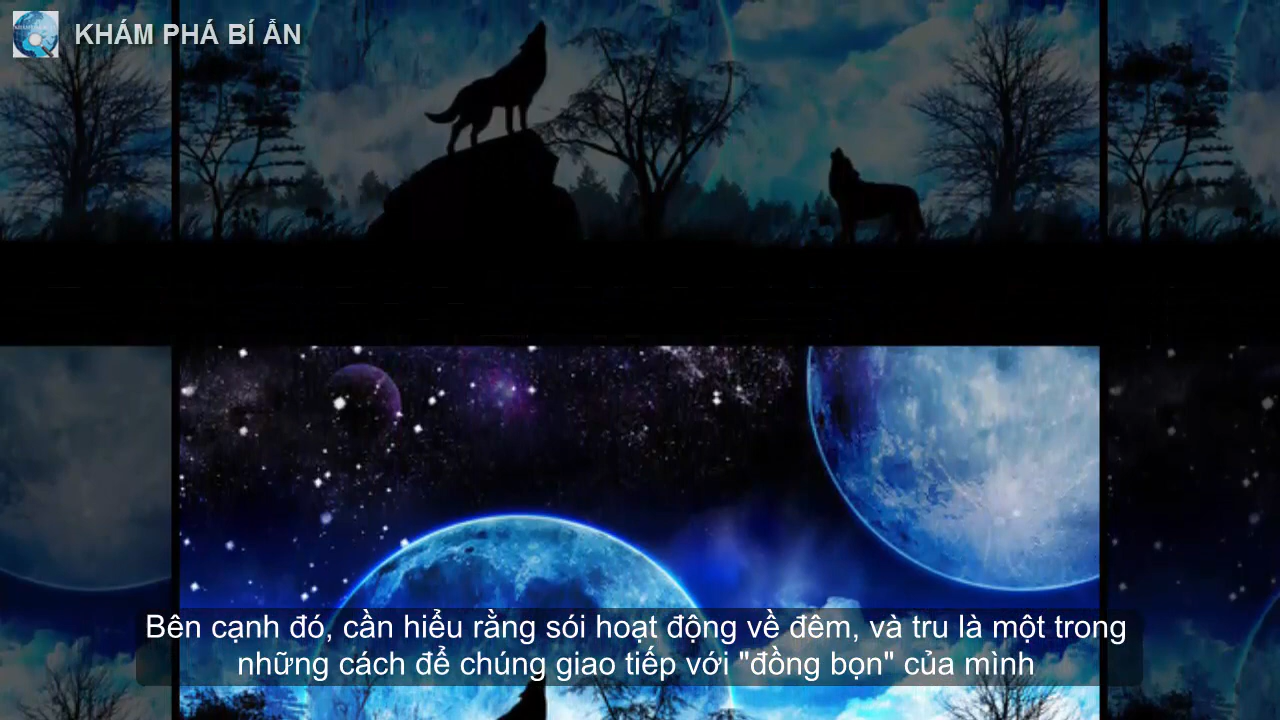 KHÁM PHÁ BÍ ẨN
Bên cạnh đó, cần hiểu rằng sói hoạt động về đêm, và tru là một trong
những cách để chúng giao tiếp với "đồng bọn" của mình